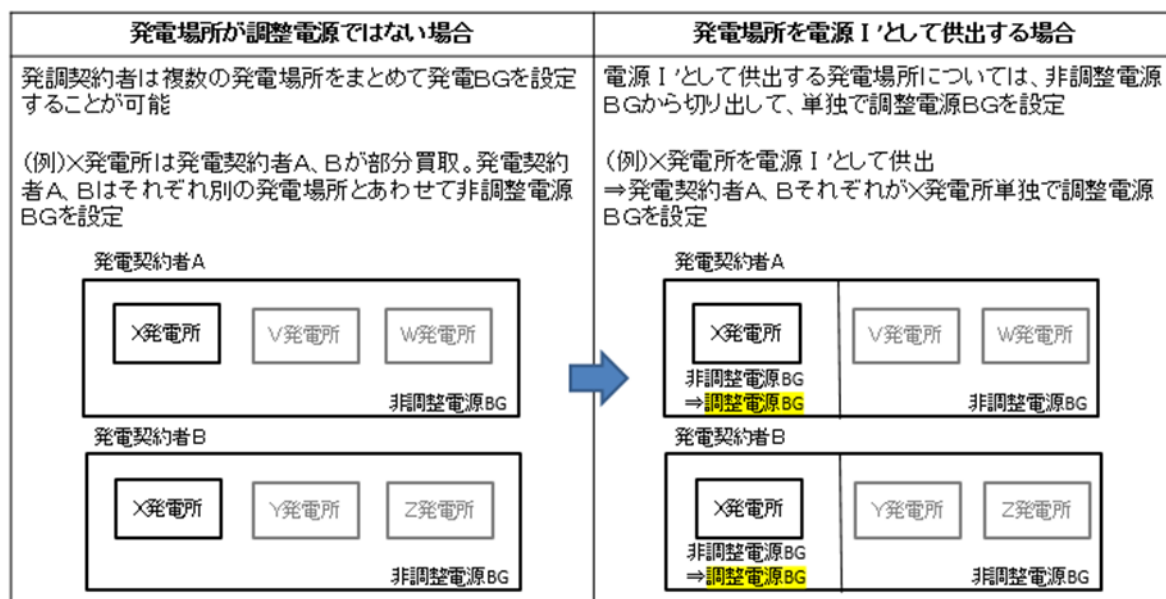 発電場所が調整電源ではない場合
発調契約者は複数の発電場所をまとめて発電BGを設定
することが可能
(例)X発電所は発電契約者A、Bが部分買取。発電契約
者A、Bはそれぞれ別の発電場所とあわせて非調整電源
BGを設定
発電契約者A
X発電所
V発電所
W発電所
非調整電源BG
発電契約者B
X発電所
Y発電所
Z発電所
非調整電源BG
発電場所を電源Ⅰ’として供出する場合
電源Ⅰ’として供出する発電場所については、非調整電源
BGから切り出して、単独で調整電源BGを設定
(例)X発電所を電源Ⅰ’として供出
⇒発電契約者A、BそれぞれがX発電所単独で調整電源
BGを設定
発電契約者A
X発電所
非調整電源BG
⇒調整電源BG
V発電所
W発電所
非調整電源BG
発電契約者B
X発電所
非調整電源BG
⇒調整電源BG
Y発電所
Z発電所
非調整電源BG